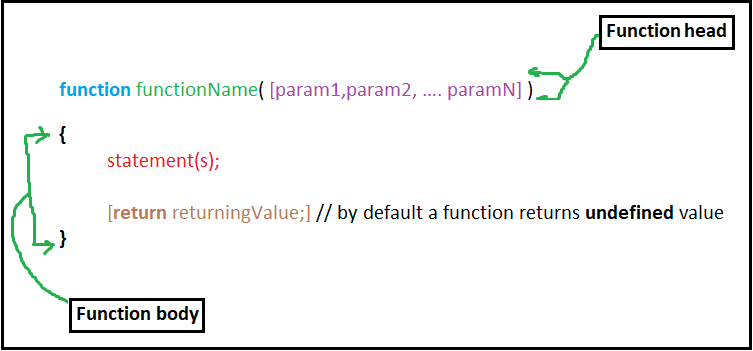 Function head
function functionName( [param1,param2, .... paramN] )
{
statement(s);
[return returningValue;] // by default a function returns undefined value
}
Function body